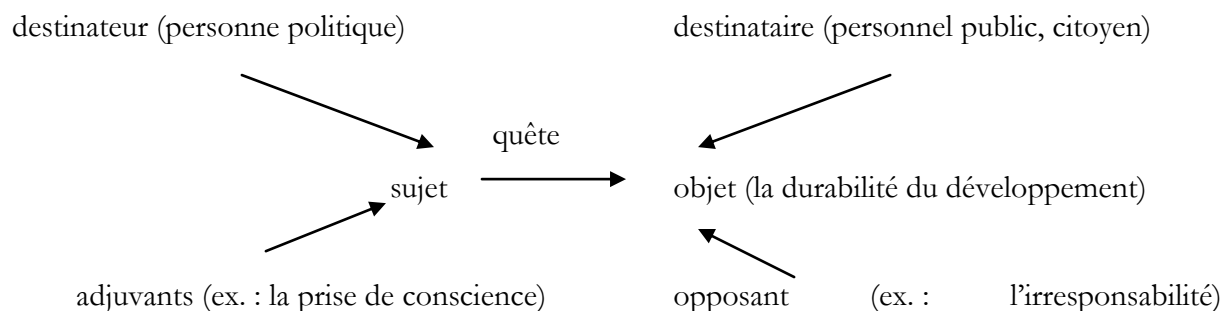 destinateur (personne politique) destinataire (personnel public, citoyen)
quête
sujet objet (la durabilité du développement)
adjuvants (ex. : la prise de conscience) opposant (ex. : l’irresponsabilité)